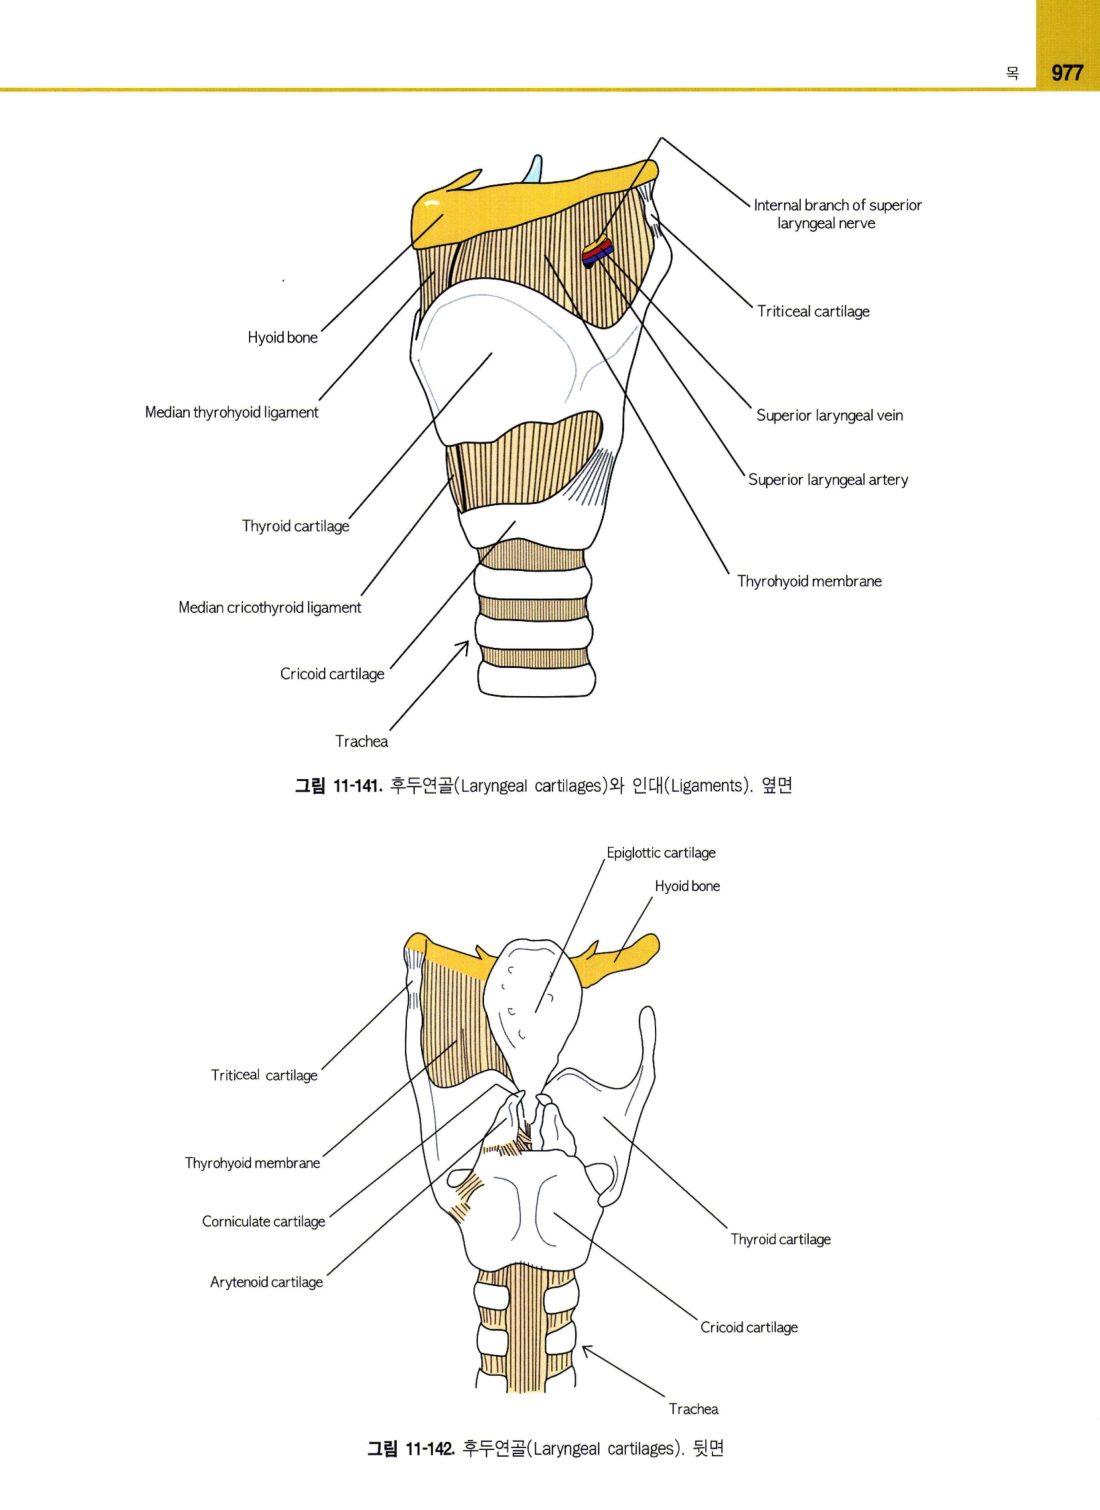 목 977
Internal branch of superior
laryngeal nerve
Triticeal cartilage
Hyoid bone
Median thyrohyoid ligament
Superior laryngeal vein
Superior laryngeal artery
Thyroid cartilage
Thyrohyoid membrane
Median cricothyroid ligament
Cricoid cartilage
Trachea
그림 11-141. 후두연골(Laryngeal cartilages)와 인대(Ligaments). 옆면
Epiglottic cartilage
Hyoid bone
Triticeal cartilage
Thyrohyoid membrane
Corniculate cartilage
Thyroid cartilage
Arytenoid cartilage
Cricoid cartilage
Trachea
그림 11-142. 후두연골(Laryngeal cartilages). 뒷면